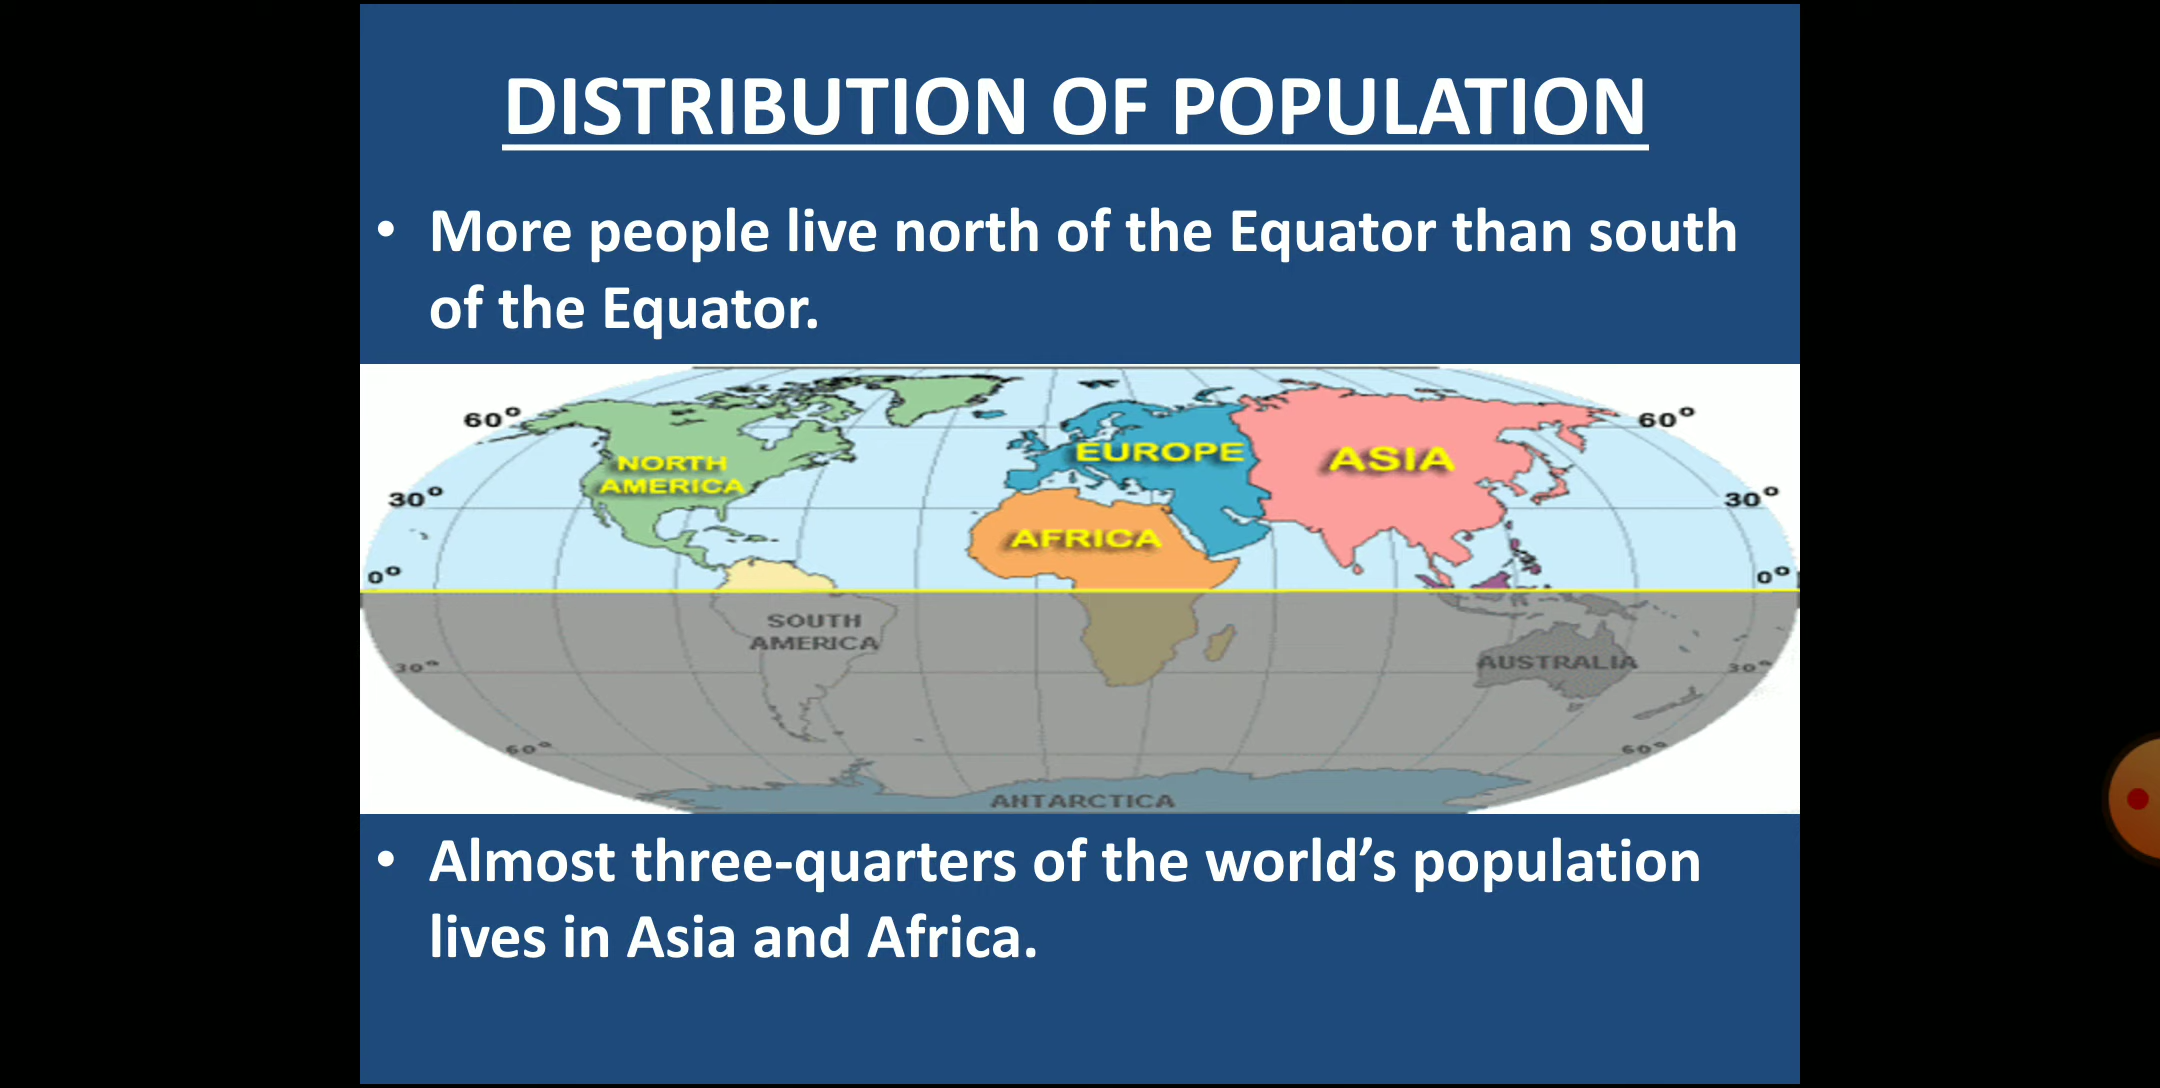 DISTRIBUTION OF POPULATION
• More people live north of the Equator than south
of the Equator.
60° 60°
NORTH
AMERICA
EUROPE
ASIA
30° 30°
AFRICA
0° 0°
SOUTH
AMERICA
AUSTRALIA
30° 30°
60° 60°
ANTARCTICA
• Almost three-quarters of the world’s population
lives in Asia and Africa.